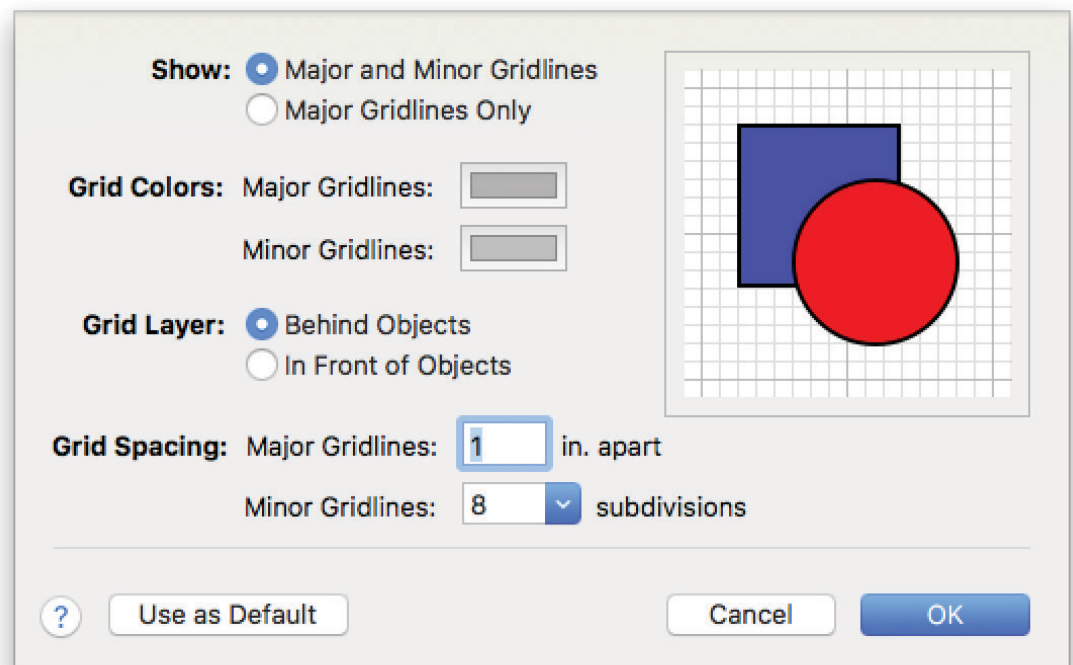 Show: Major and Minor Gridlines
Major Gridlines Only
Grid Colors: Major Gridlines:
Minor Gridlines:
Grid Layer: Behind Objects
In Front of Objects
Grid Spacing: Major Gridlines: 1 in. apart
Minor Gridlines: 8 subdivisions
? Use as Default Cancel OK